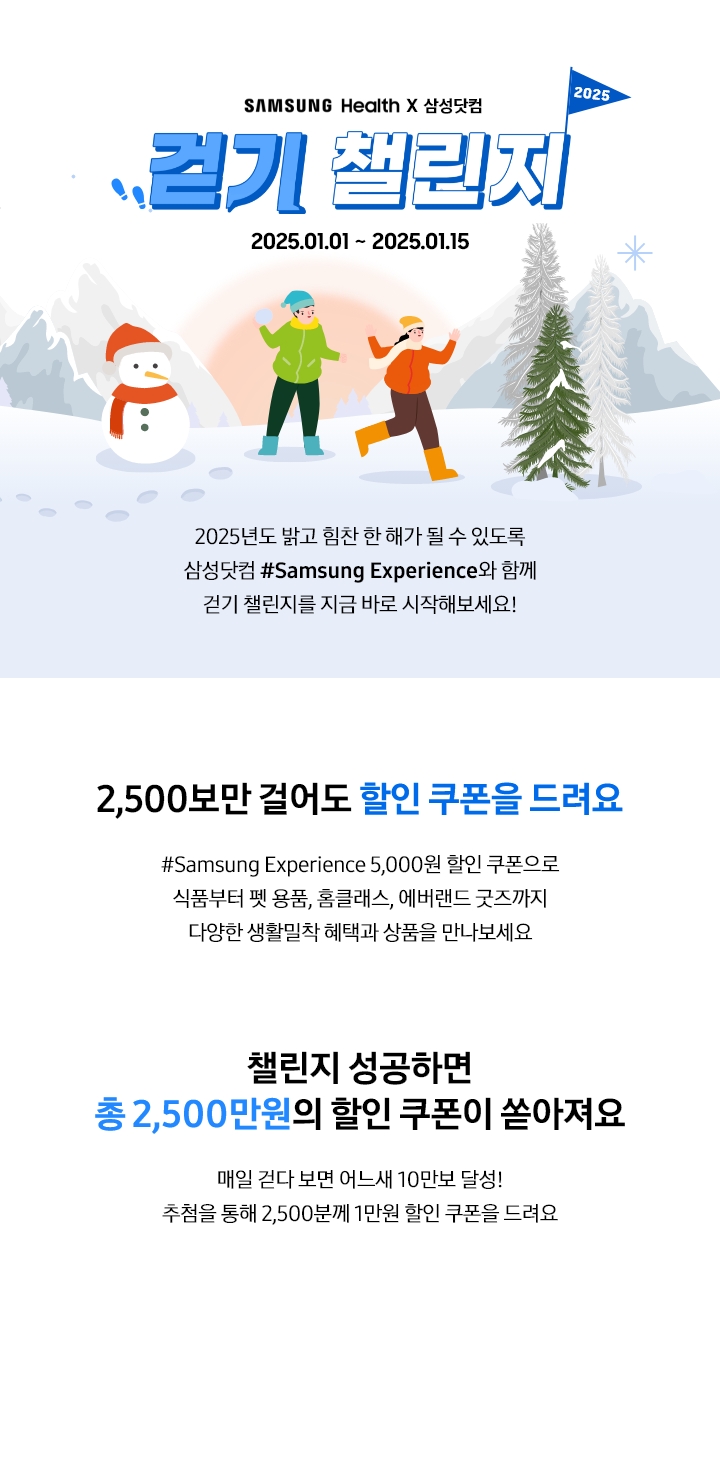 2025
SAMSUNG Health X 삼성닷컴
걷기 챌린지
2025.01.01 ~ 2025.01.15
2025년도 밝고 힘찬 한 해가 될 수 있도록
삼성닷컴 #Samsung Experience와 함께
걷기 챌린지를 지금 바로 시작해보세요!
2,500보만 걸어도 할인 쿠폰을 드려요
#Samsung Experience 5,000원 할인 쿠폰으로
식품부터 펫 용품, 홈클래스, 에버랜드 굿즈까지
다양한 생활밀착 혜택과 상품을 만나보세요
챌린지 성공하면
총 2,500만원의 할인 쿠폰이 쏟아져요
매일 걷다 보면 어느새 10만보 달성!
추첨을 통해 2,500분께 1만원 할인 쿠폰을 드려요